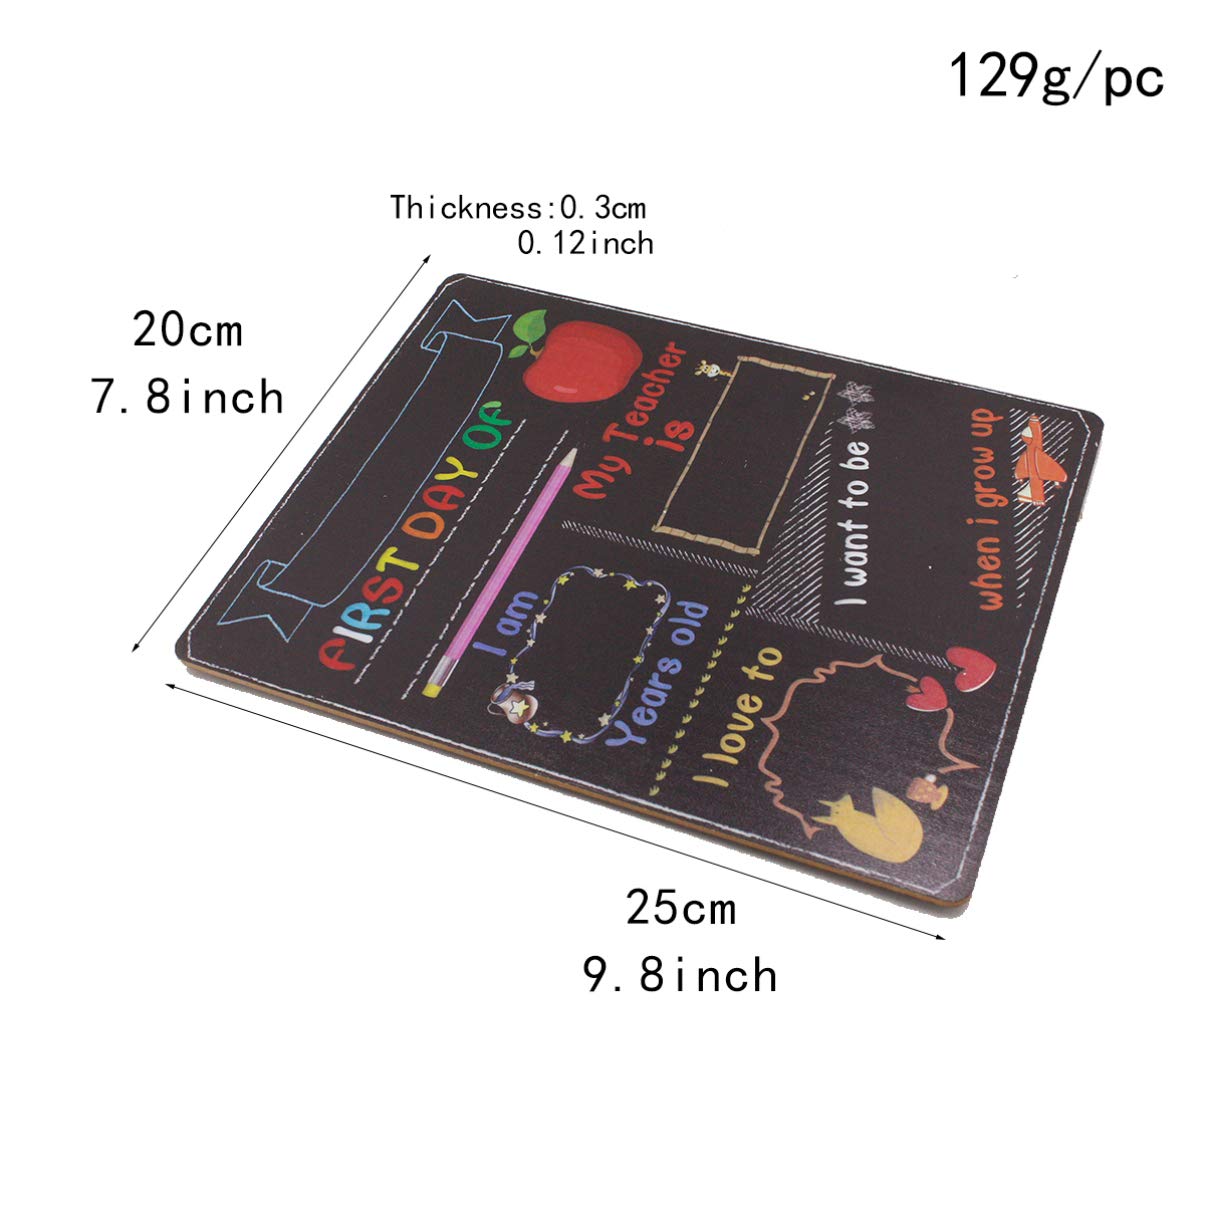 129g/pc
Thickness:0.3cm
0.12inch
20cm
7.8inch
FIRST DAY OF
My Teacher
is
I want to be
when i grow up
I am
Years old
I love to
25cm
9.8inch